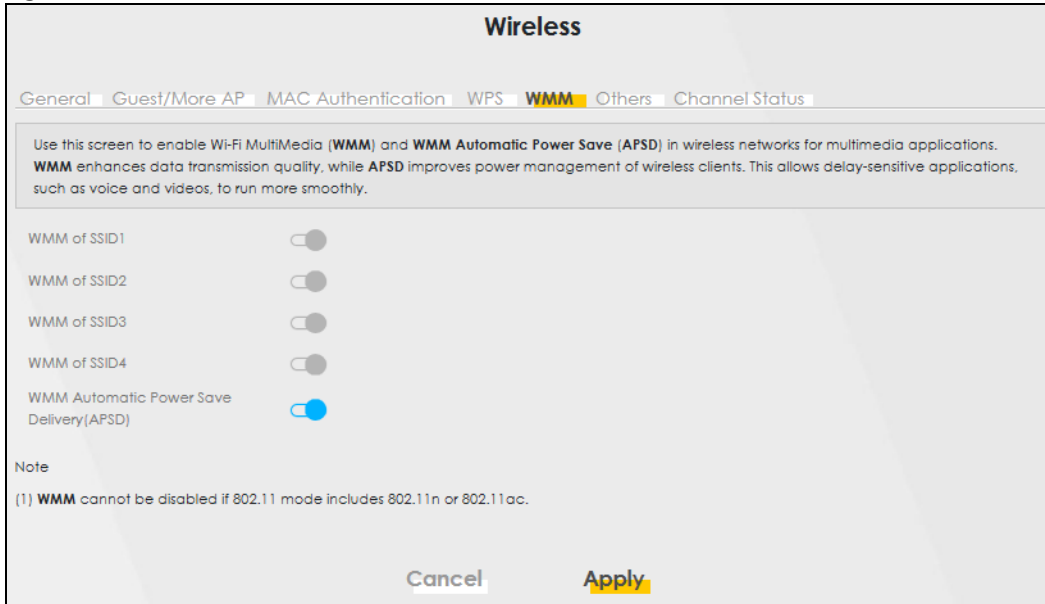 Wireless
General Guest/More AP MAC Authentication WPS WMM Others Channel Status
Use this screen to enable Wi-Fi MultiMedia (WMM) and WMM Automatic Power Save (APSD) in wireless networks for multimedia applications.
WMM enhances data transmission quality, while APSD improves power management of wireless clients. This allows delay-sensitive applications,
such as voice and videos, to run more smoothly.
WMM of SSID1
WMM of SSID2
WMM of SSID3
WMM of SSID4
WMM Automatic Power Save
Delivery(APSD)
Note
(1) WMM cannot be disabled if 802.11 mode includes 802.11n or 802.11ac.
Cancel Apply